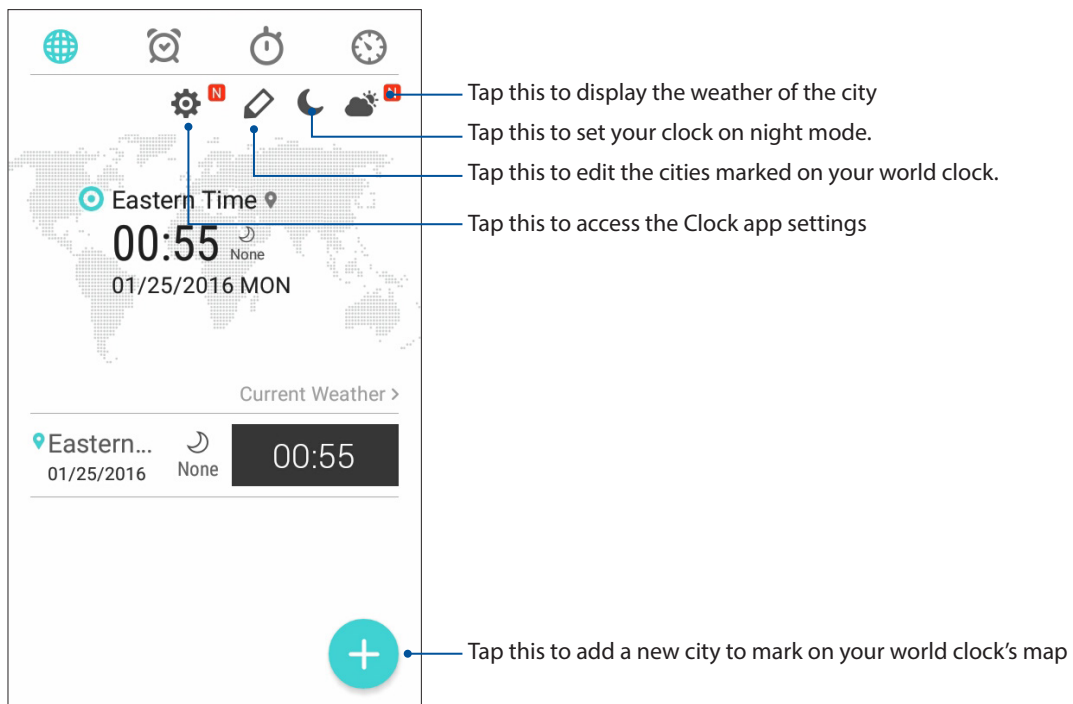 N
N
Tap this to display the weather of the city
Tap this to set your clock on night mode.
Tap this to edit the cities marked on your world clock.
Eastern Time
Tap this to access the Clock app settings
00:55 None
01/25/2016 MON
Current Weather >
Eastern... 
01/25/2016 None 00:55
Tap this to add a new city to mark on your world clock’s map